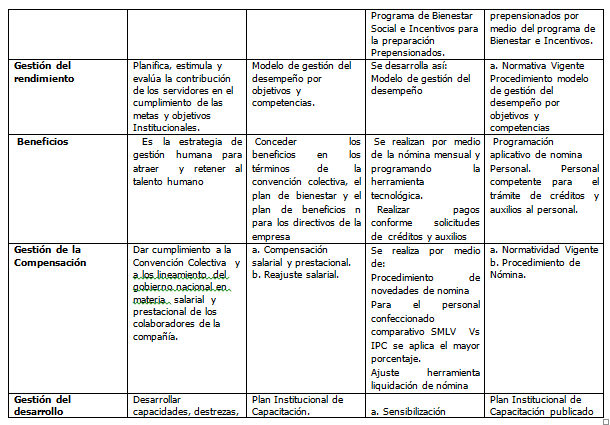 Programa de Bienestar
Social e Incentivos para
la preparación
Prepensionados.
prepensionados por
medio del programa de
Bienestar e Incentivos.
Gestión del
rendimiento
Planifica, estimula y
evalúa la contribución
de los servidores en el
cumplimiento de las
metas y objetivos
Institucionales.
Modelo de gestión del
desempeño por
objetivos y
competencias.
Se desarrolla así:
Modelo de gestión del
desempeño
a. Normativa Vigente
Procedimiento modelo
de gestión del
desempeño por
objetivos y
competencias
Beneficios
Es la estrategia de
gestión humana para
atraer y retener al
talento humano
Conceder los
beneficios en los
términos de la
convención colectiva, el
plan de bienestar y el
plan de beneficios n
para los directivos de la
empresa
Se realizan por medio
de la nómina mensual y
programando la
herramienta
tecnológica.
Realizar pagos
conforme solicitudes
de créditos y auxilios
Programación
aplicativo de nomina
Personal. Personal
competente para el
trámite de créditos y
auxilios al personal.
Gestión de la
Compensación
Dar cumplimiento a la
Convención Colectiva y
a los lineamiento del
gobierno nacional en
materia salarial y
prestacional de los
colaboradores de la
compañía.
a. Compensación
salarial y prestacional.
b. Reajuste salarial.
Se realiza por medio
de:
Procedimiento de
novedades de nomina
Para el personal
confeccionado
comparativo SMLV Vs
IPC se aplica el mayor
porcentaje.
Ajuste herramienta
liquidación de nómina
a. Normatividad Vigente
b. Procedimiento de
Nómina.
Gestión del
desarrollo
Desarrollar
capacidades, destrezas,
Plan Institucional de
Capacitación.
a. Sensibilización
Plan Institucional de
Capacitación publicado